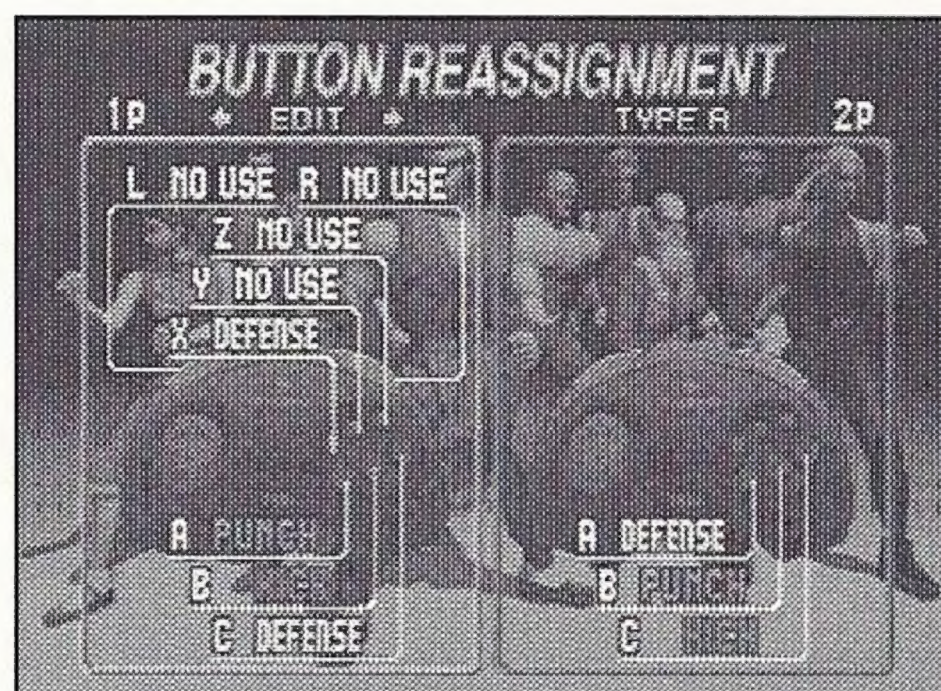 BUTTON REASSIGNMENT
1P EDIT TYPE A 2P
L NO USE R NO USE
Z NO USE
Y NO USE
X DEFENSE
A PUNCH
B
C DEFENSE
A DEFENSE
B PUNCH
C